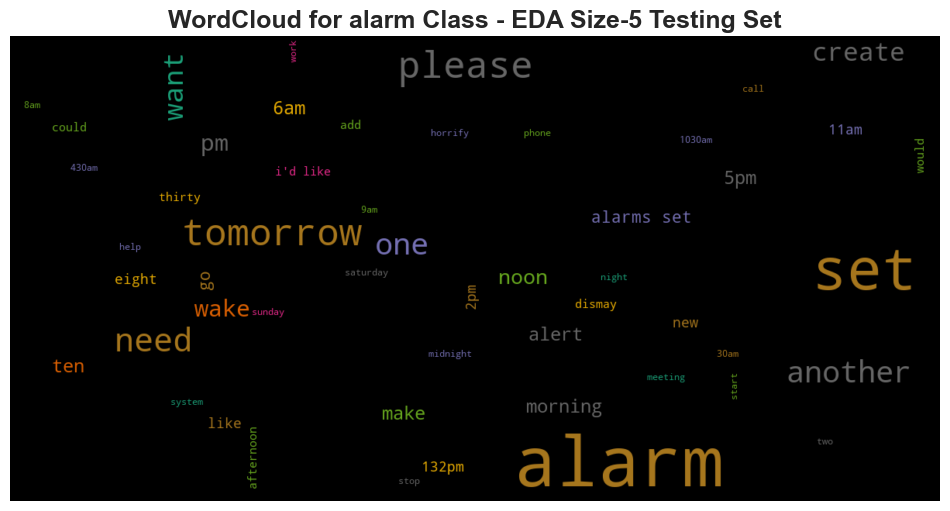 WordCloud for alarm Class - EDA Size-5 Testing Set
work
please
create
want
call
8am
6am
could
add
horrify
phone
11am
pm
1030am
would
430am
i'd like
5pm
thirty
9am
alarms set
tomorrow
one
help
saturday
set
eight
go
noon
night
wake
sunday
2pm
dismay
need
alert
new
midnight
30am
ten
another
meeting
start
system
make
morning
like
afternoon
132pm
alarm
two
stop